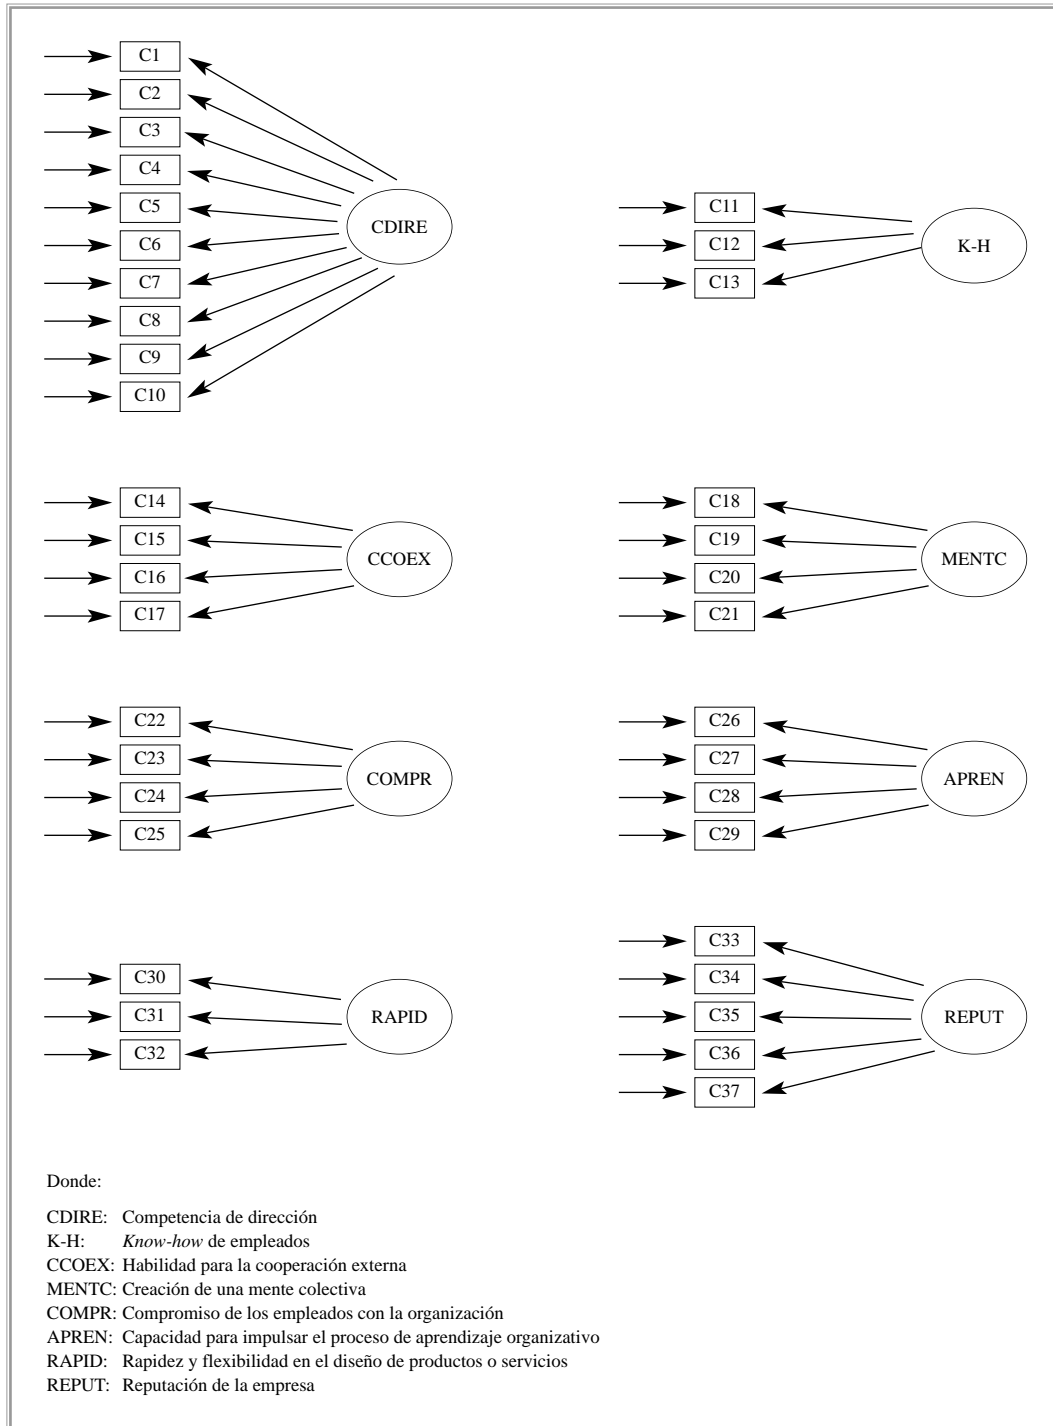 C1
C2
C3
C4
C5
C6
C7
C8
C9
C10
CDIRE
C11
C12
C13
K-H
C14
C15
C16
C17
CCOEX
C18
C19
C20
C21
MENTC
C22
C23
C24
C25
COMPR
C26
C27
C28
C29
APREN
C30
C31
C32
RAPID
C33
C34
C35
C36
C37
REPUT
Donde:
CDIRE: Competencia de dirección
K-H: Know-how de empleados
CCOEX: Habilidad para la cooperación externa
MENTC: Creación de una mente colectiva
COMPR: Compromiso de los empleados con la organización
APREN: Capacidad para impulsar el proceso de aprendizaje organizativo
RAPID: Rapidez y flexibilidad en el diseño de productos o servicios
REPUT: Reputación de la empresa